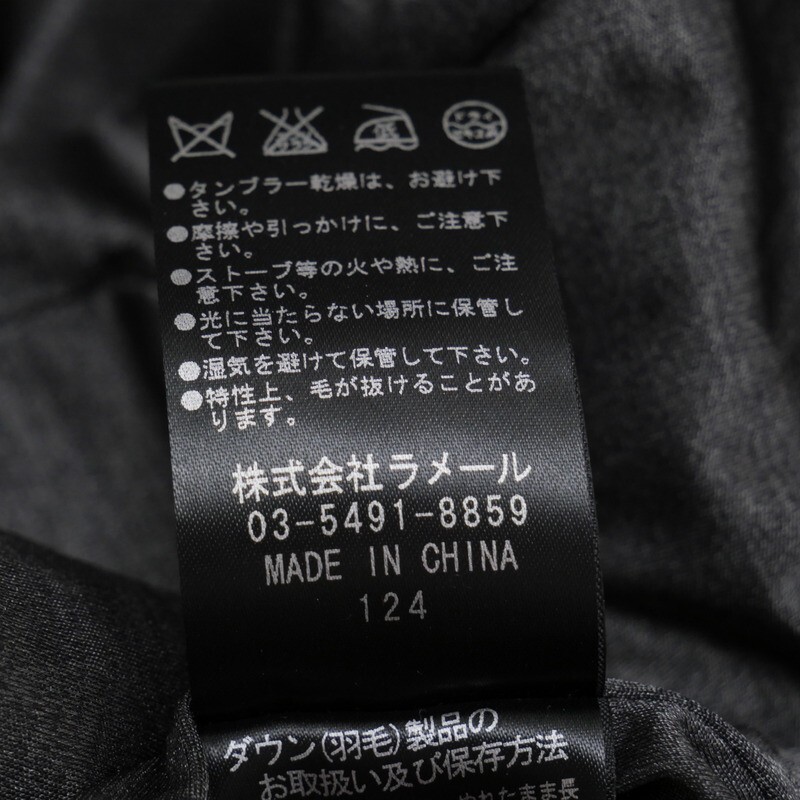 ●タンブラー乾燥は、お避け下
さい。
●摩擦や引っかけに、ご注意下
さい。
●ストーブ等の火や熱に、ご注
意下さい。
●光に当たらない場所に保管し
て下さい。
●湿気を避けて保管して下さい。
●特性上、毛が抜けることがあ
ります。
株式会社ラメール
03-5491-8859
MADE IN CHINA
124
ダウン(羽毛)製品の
お取扱い及び保存方法